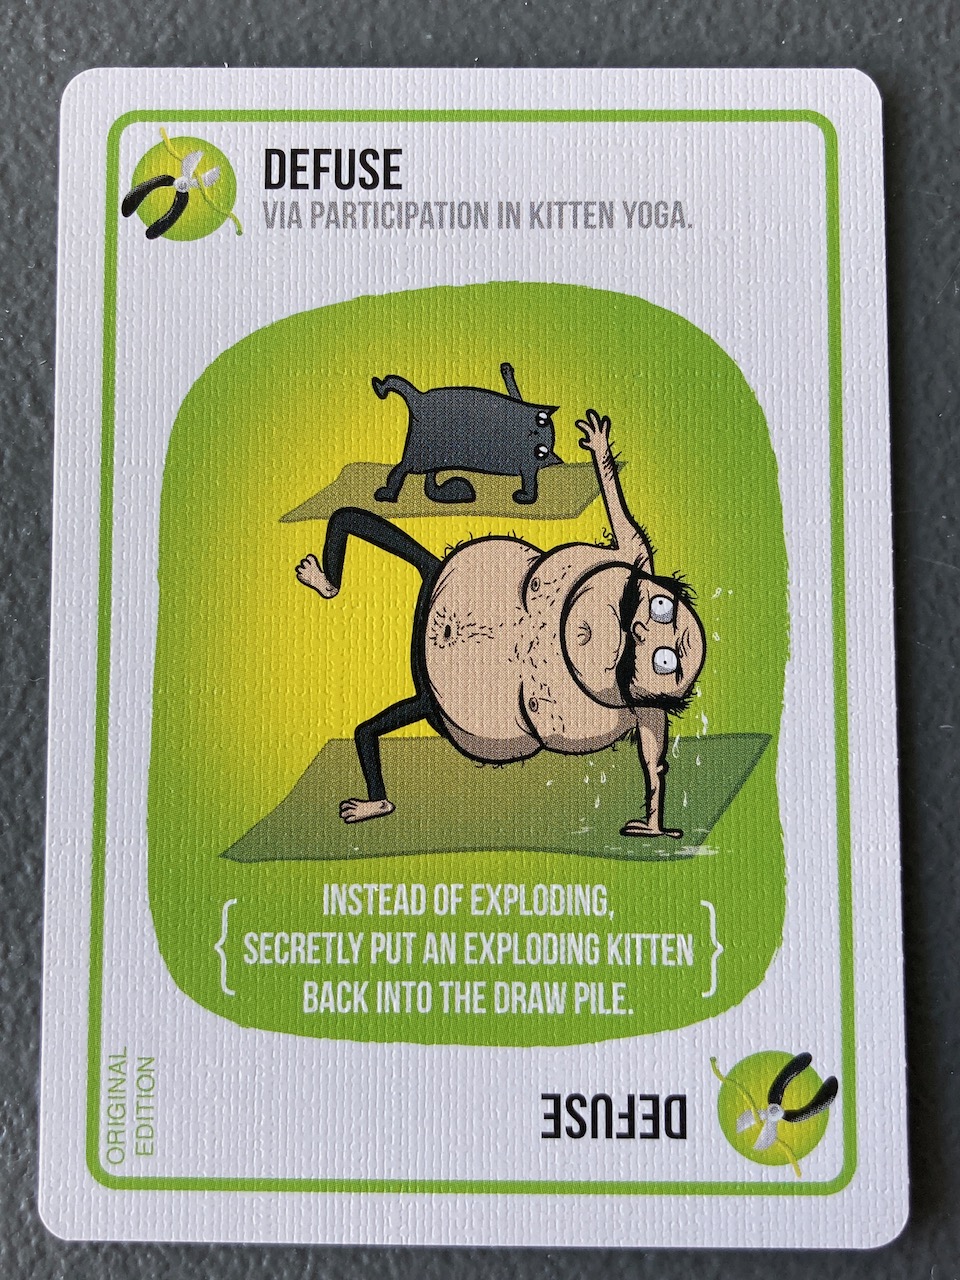 DEFUSE
VIA PARTICIPATION IN KITTEN YOGA.
INSTEAD OF EXPLODING,
SECRETLY PUT AN EXPLODING KITTEN
BACK INTO THE DRAW PILE.
ORIGINAL
EDITION
DEFUSE